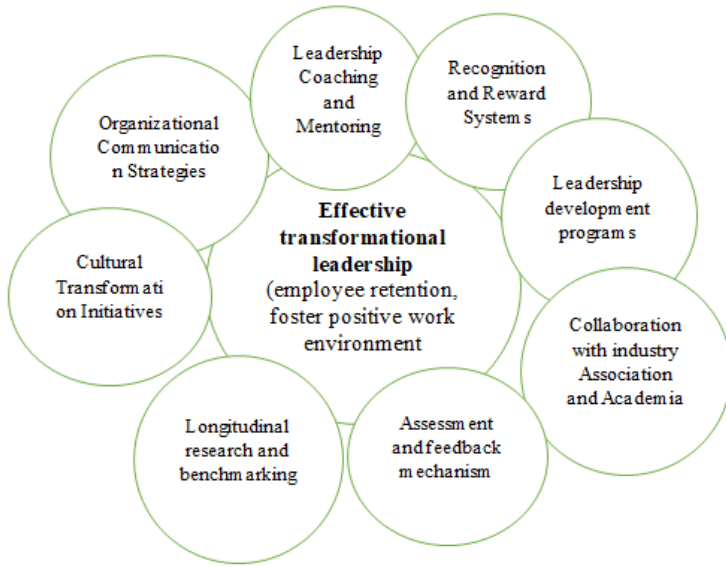 Leadership
Coaching
and
Mentoring
Recognition
and Reward
Systems
Organizational
Communicatio
n Strategies
Leadership
development
programs
Effective
transformational
leadership
(employee retention,
foster positive work
environment
Cultural
Transformati
on Initiatives
Collaboration
with industry
Association
and Academia
Longitudinal
research and
benchmarking
Assessment
and feedback
mechanism